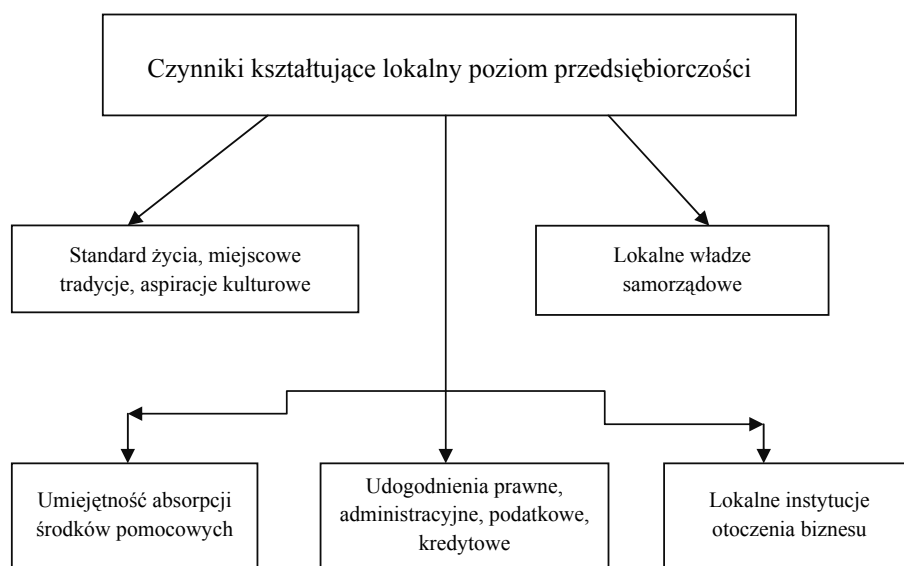 Czynniki kształtujące lokalny poziom przedsiębiorczości
Standard życia, miejscowe
tradycje, aspiracje kulturowe
Lokalne władze
samorządowe
Umiejętność absorpcji
środków pomocowych
Udogodnienia prawne,
administracyjne, podatkowe,
kredytowe
Lokalne instytucje
otoczenia biznesu